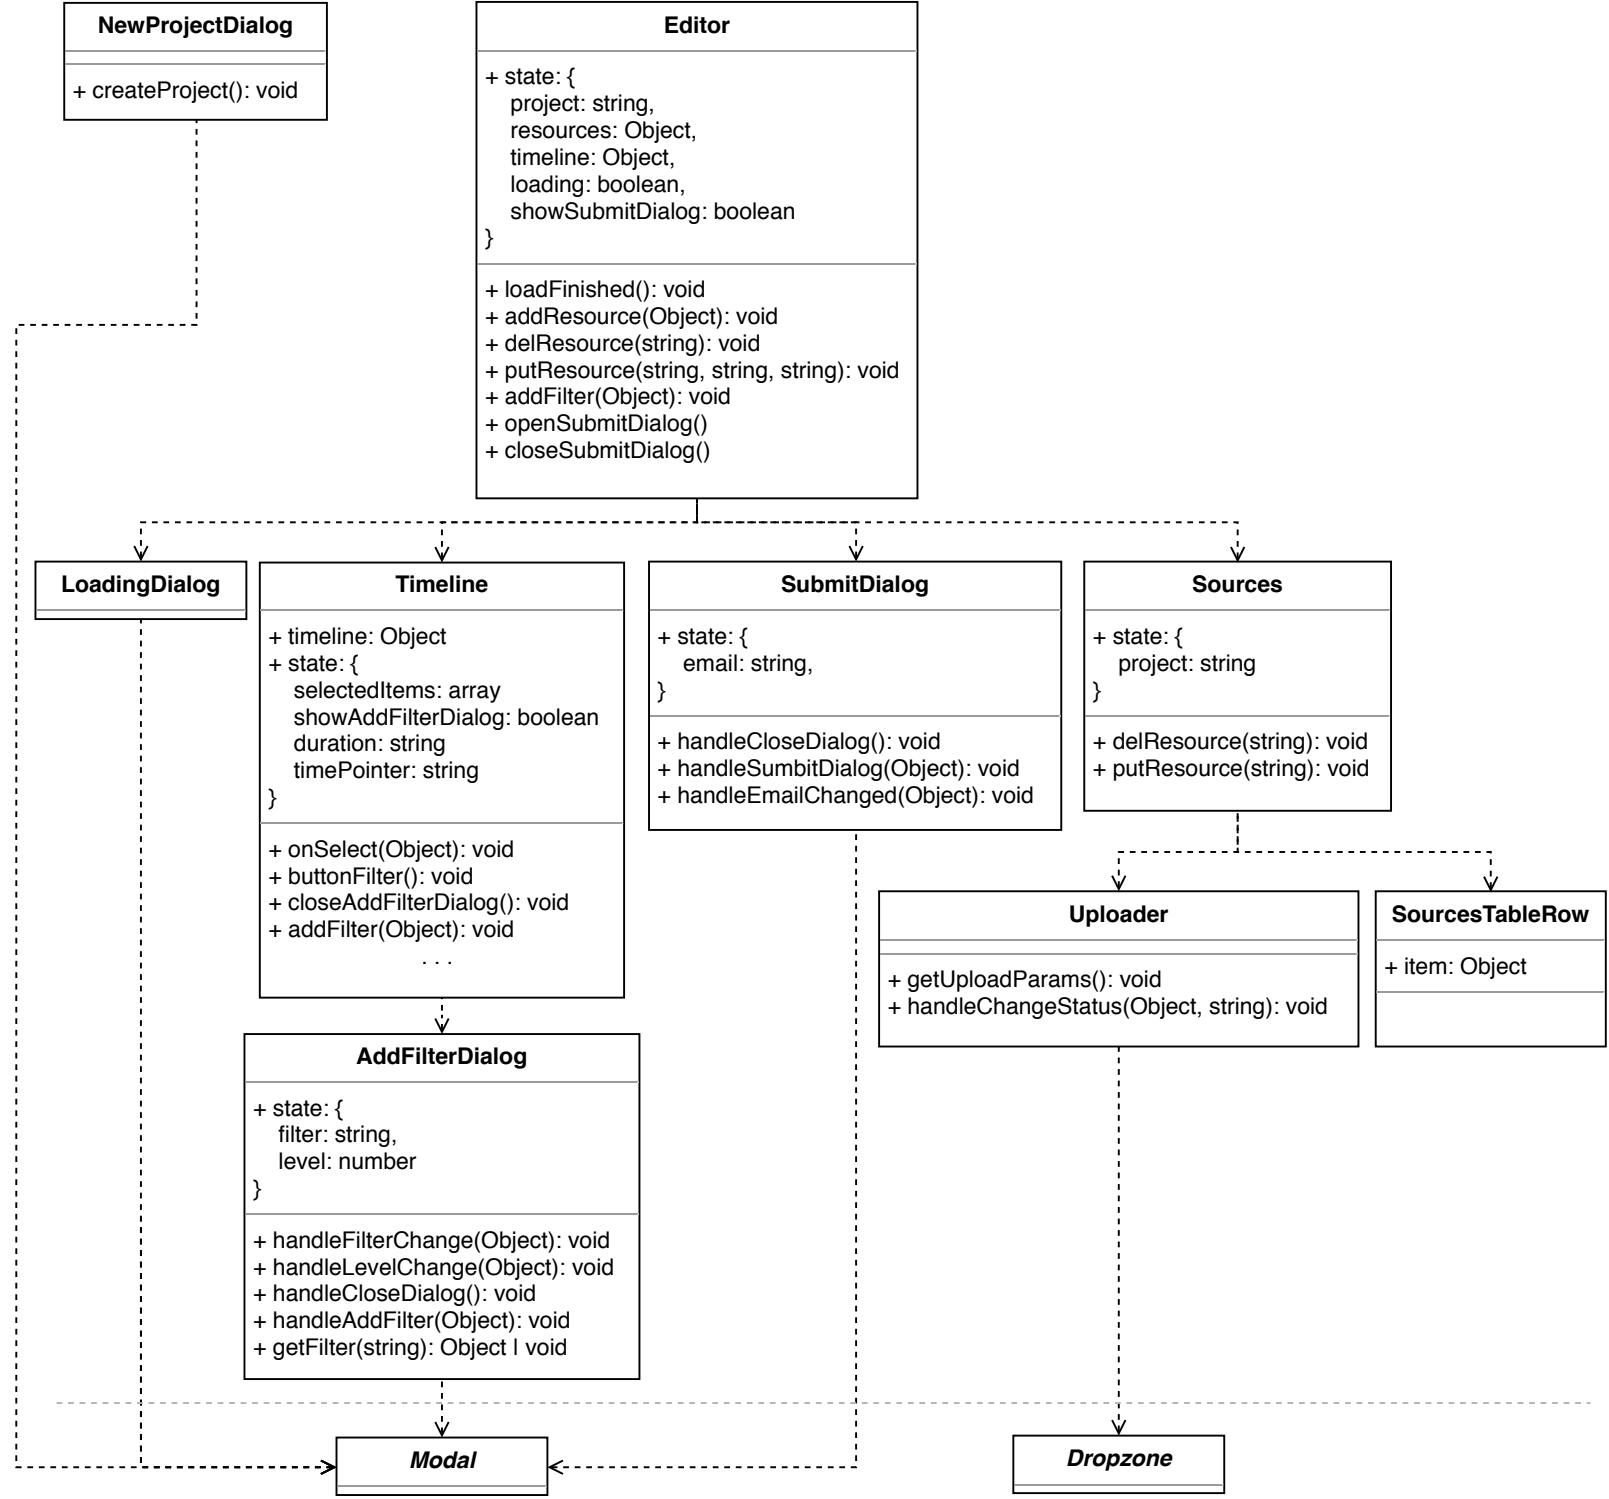 NewProjectDialog
+ createProject(): void
Editor
+ state: {
project: string,
resources: Object,
timeline: Object,
loading: boolean,
showSubmitDialog: boolean
}
+ loadFinished(): void
+ addResource(Object): void
+ delResource(string): void
+ putResource(string, string, string): void
+ addFilter(Object): void
+ openSubmitDialog()
+ closeSubmitDialog()
LoadingDialog
Timeline
+ timeline: Object
+ state: {
selectedItems: array
showAddFilterDialog: boolean
duration: string
timePointer: string
}
+ onSelect(Object): void
+ buttonFilter(): void
+ closeAddFilterDialog(): void
+ addFilter(Object): void
. . .
SubmitDialog
+ state: {
email: string,
}
+ handleCloseDialog(): void
+ handleSumbitDialog(Object): void
+ handleEmailChanged(Object): void
Sources
+ state: {
project: string
}
+ delResource(string): void
+ putResource(string): void
Uploader
+ getUploadParams(): void
+ handleChangeStatus(Object, string): void
SourcesTableRow
+ item: Object
AddFilterDialog
+ state: {
filter: string,
level: number
}
+ handleFilterChange(Object): void
+ handleLevelChange(Object): void
+ handleCloseDialog(): void
+ handleAddFilter(Object): void
+ getFilter(string): Object | void
Modal
Dropzone